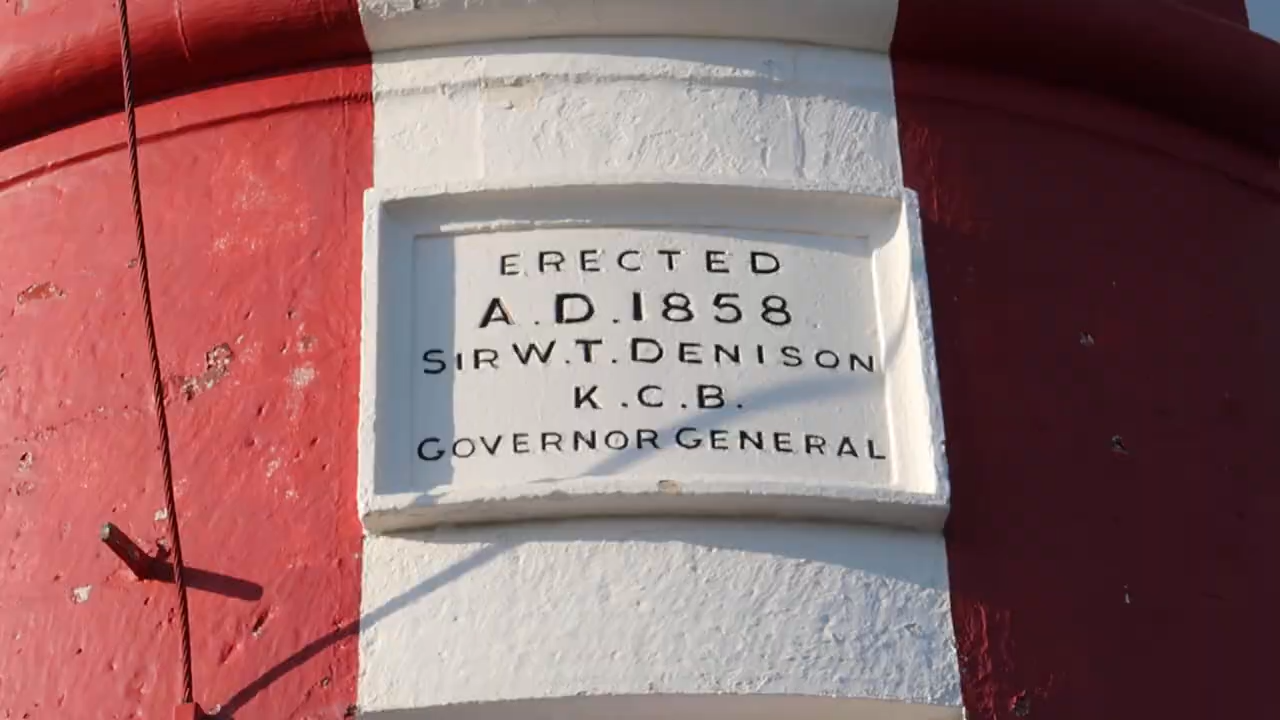 ERECTED
A.D.1858
SIR W.T.DENISON
K.C.B.
GOVERNOR GENERAL